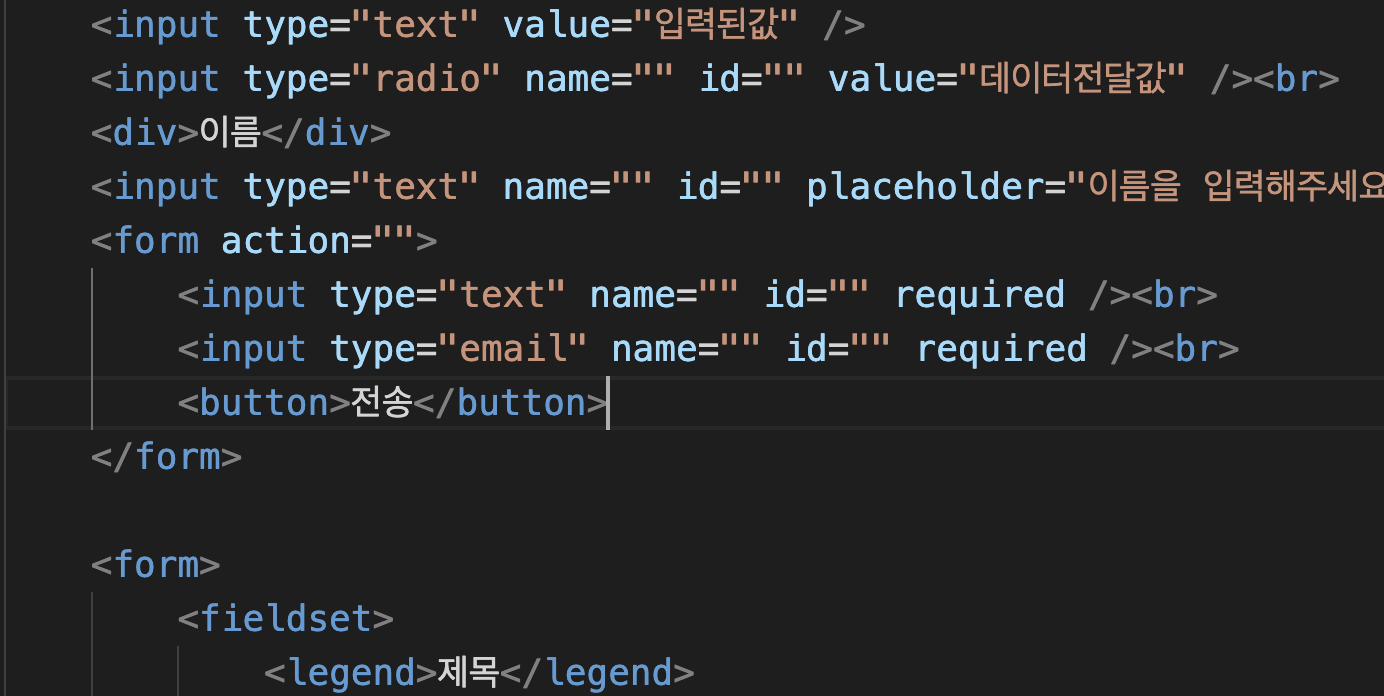 <input type="text" value="입력된값" />
<input type="radio" name="" id="" value="데이터전달값" /><br>
<div>이름</div>
<input type="text" name="" id="" placeholder="이름을 입력해주세요
<form action="">
<input type="text" name="" id="" required /><br>
<input type="email" name="" id="" required /><br>
<button>전송</button>
</form>
<form>
<fieldset>
<legend>제목</legend>